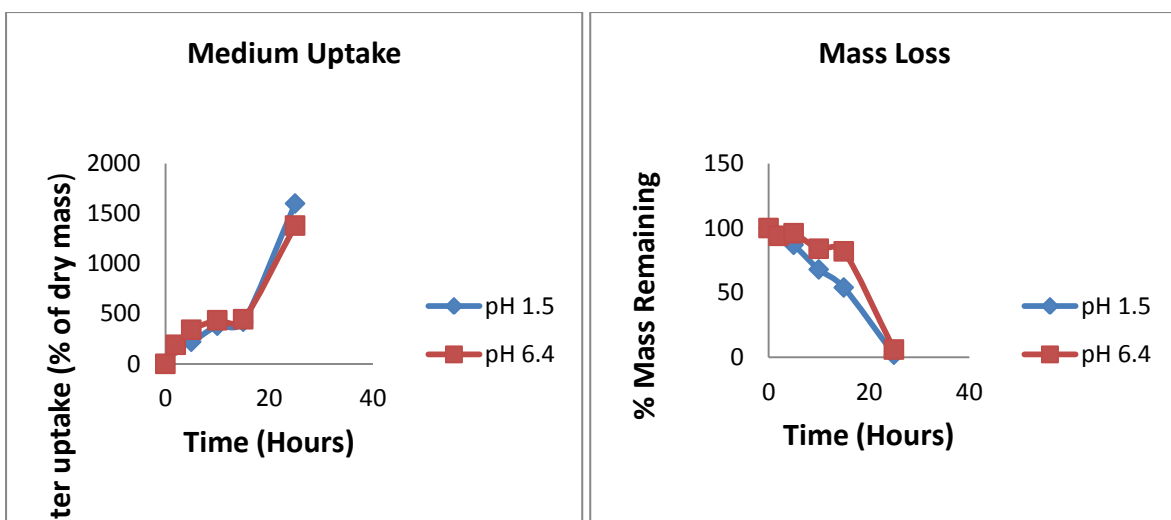 Medium Uptake
ter uptake (% of dry mass)
2000
1500
1000
500
0
0 20 40
Time (Hours)
pH 1.5
pH 6.4
Mass Loss
% Mass Remaining
150
100
50
0
0 20 40
Time (Hours)
pH 1.5
pH 6.4